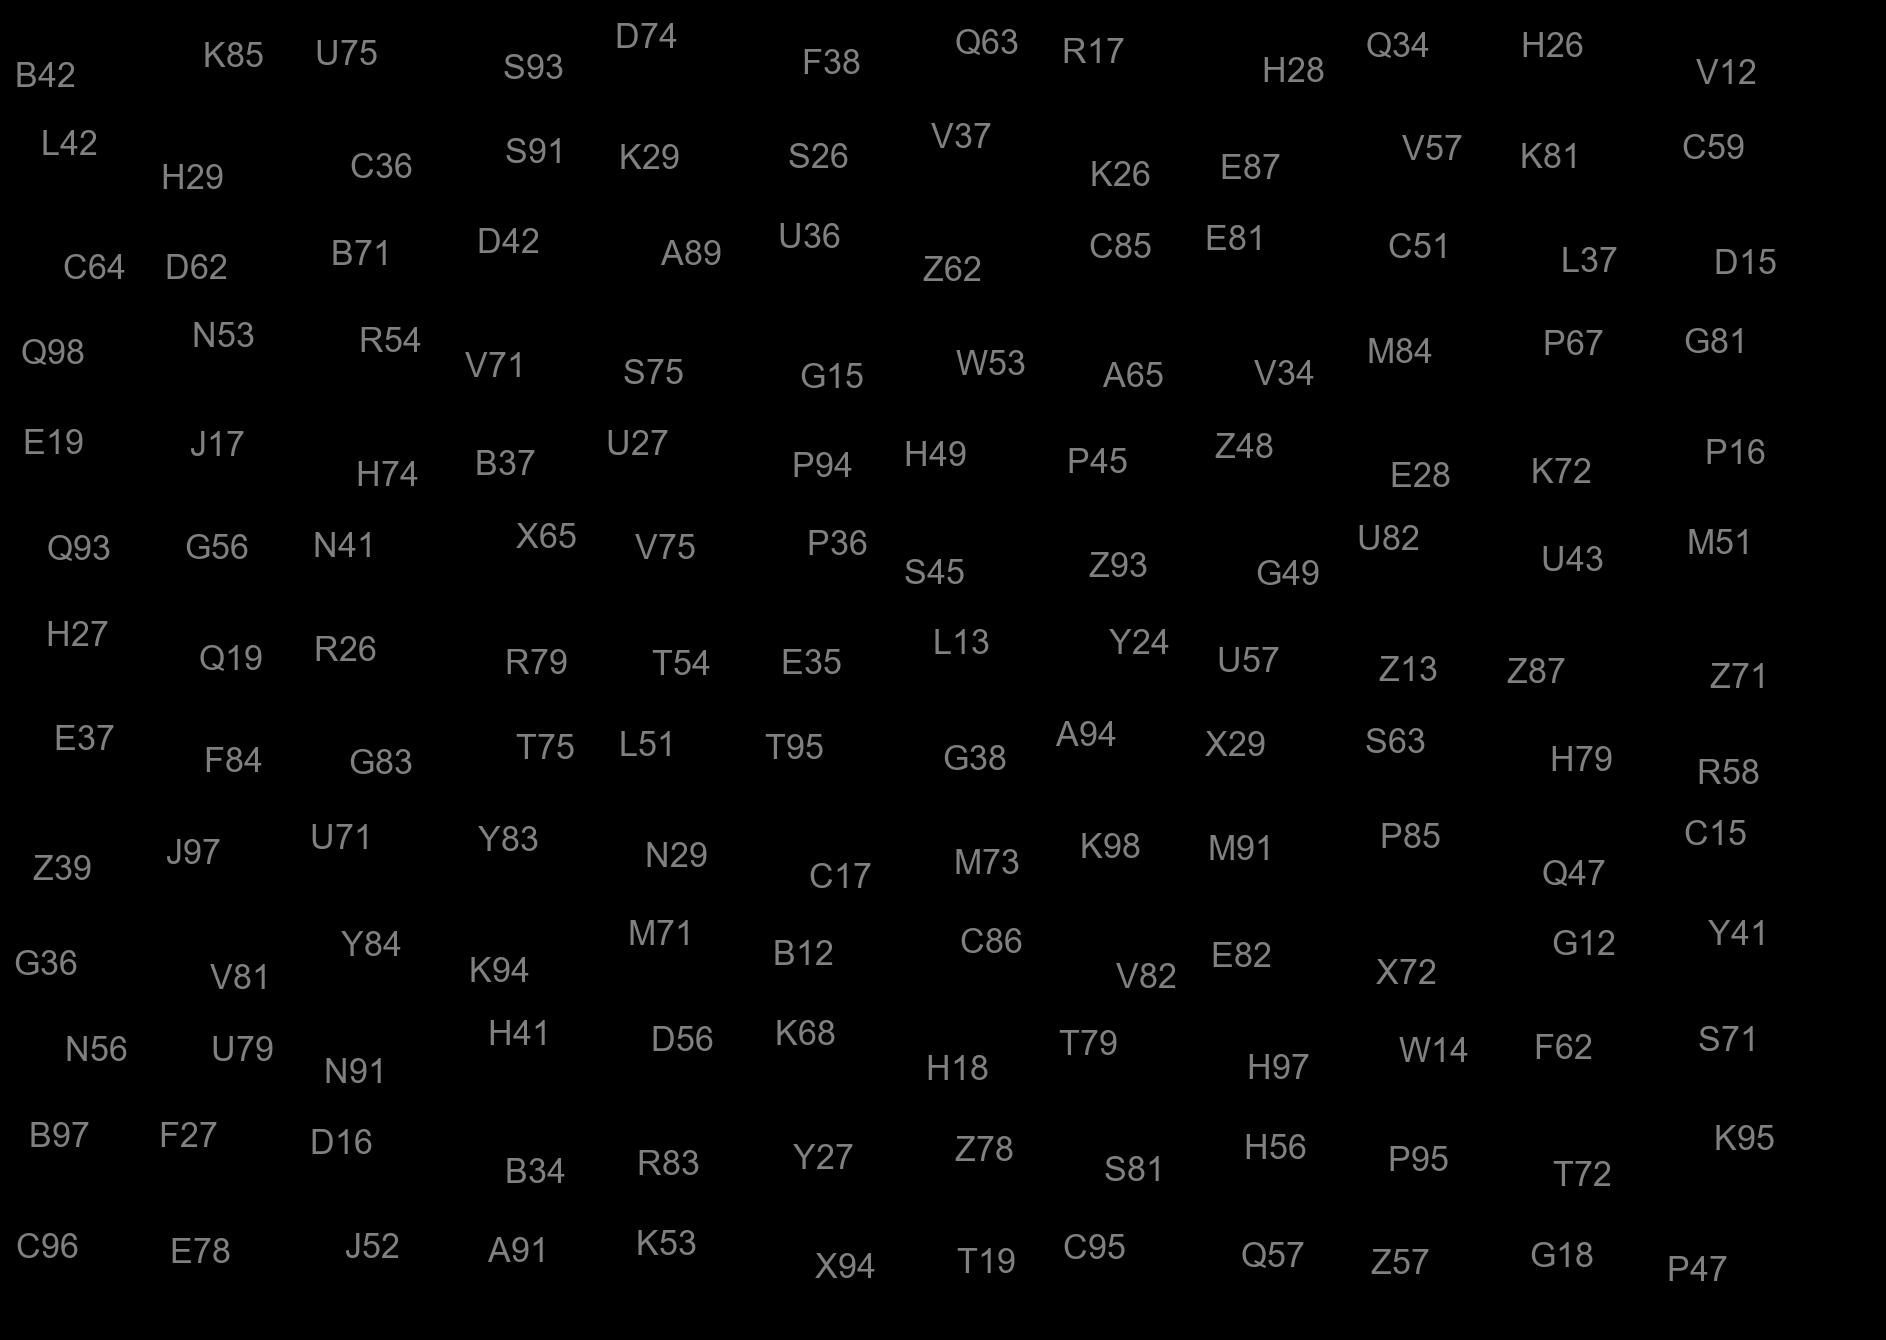 B42 K85 U75 S93 D74 F38 Q63 R17 H28 Q34 H26 V12
L42 H29 C36 S91 K29 S26 V37 K26 E87 V57 K81 C59
C64 D62 B71 D42 A89 U36 Z62 C85 E81 C51 L37 D15
Q98 N53 R54 V71 S75 G15 W53 A65 V34 M84 P67 G81
E19 J17 H74 B37 U27 P94 H49 P45 Z48 E28 K72 P16
Q93 G56 N41 X65 V75 P36 S45 Z93 G49 U82 U43 M51
H27 Q19 R26 R79 T54 E35 L13 Y24 U57 Z13 Z87 Z71
E37 F84 G83 T75 L51 T95 G38 A94 X29 S63 H79 R58
Z39 J97 U71 Y83 N29 C17 M73 K98 M91 P85 Q47 C15
G36 V81 Y84 K94 M71 B12 C86 V82 E82 X72 G12 Y41
N56 U79 N91 H41 D56 K68 H18 T79 H97 W14 F62 S71
B97 F27 D16 B34 R83 Y27 Z78 S81 H56 P95 T72 K95
C96 E78 J52 A91 K53 X94 T19 C95 Q57 Z57 G18 P47